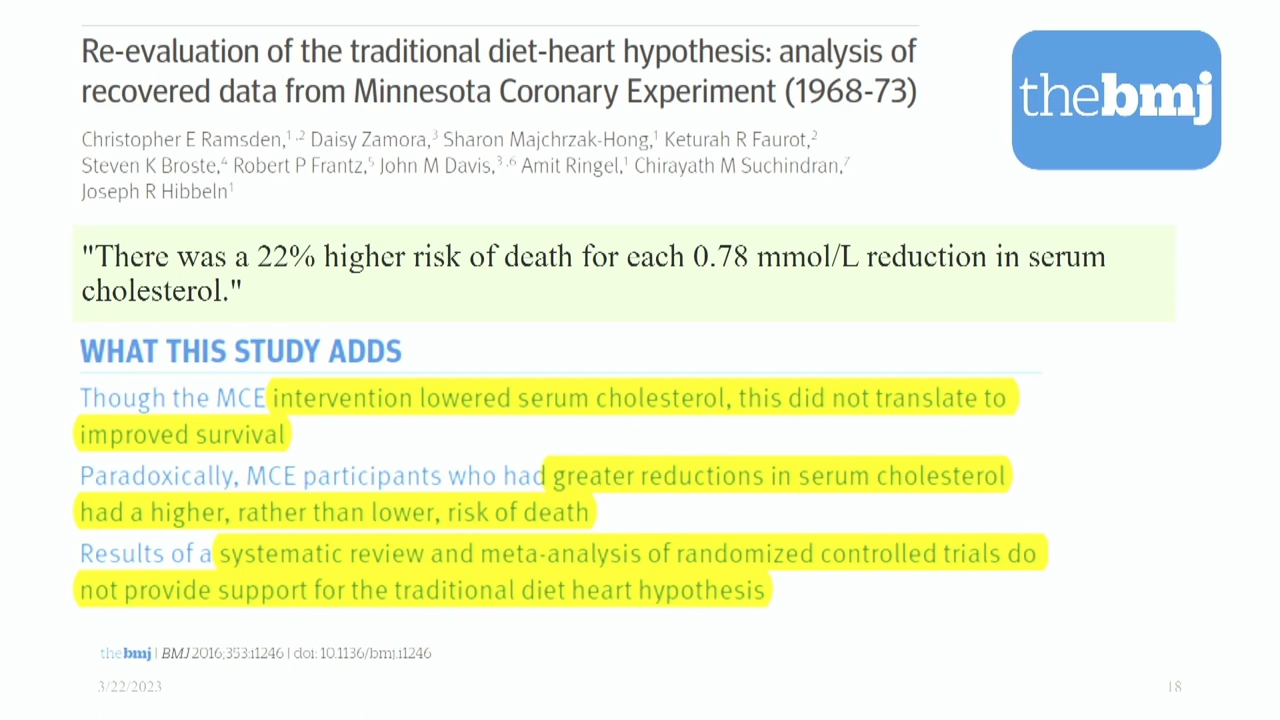 Re-evaluation of the traditional diet-heart hypothesis: analysis of
recovered data from Minnesota Coronary Experiment (1968-73)
thebmj
Christopher E Ramsden,1,2 Daisy Zamora,3 Sharon Majchrzak-Hong,1 Keturah R Faurot,2
Steven K Broste,4 Robert P Frantz,5 John M Davis,3,6 Amit Ringel,1 Chirayath M Suchindran,7
Joseph R Hibbeln1
"There was a 22% higher risk of death for each 0.78 mmol/L reduction in serum
cholesterol."
WHAT THIS STUDY ADDS
Though the MCE intervention lowered serum cholesterol, this did not translate to
improved survival
Paradoxically, MCE participants who had greater reductions in serum cholesterol
had a higher, rather than lower, risk of death
Results of a systematic review and meta-analysis of randomized controlled trials do
not provide support for the traditional diet heart hypothesis
thebmj | BMJ 2016;353:i1246 | doi: 10.1136/bmj.i1246
3/22/2023
18